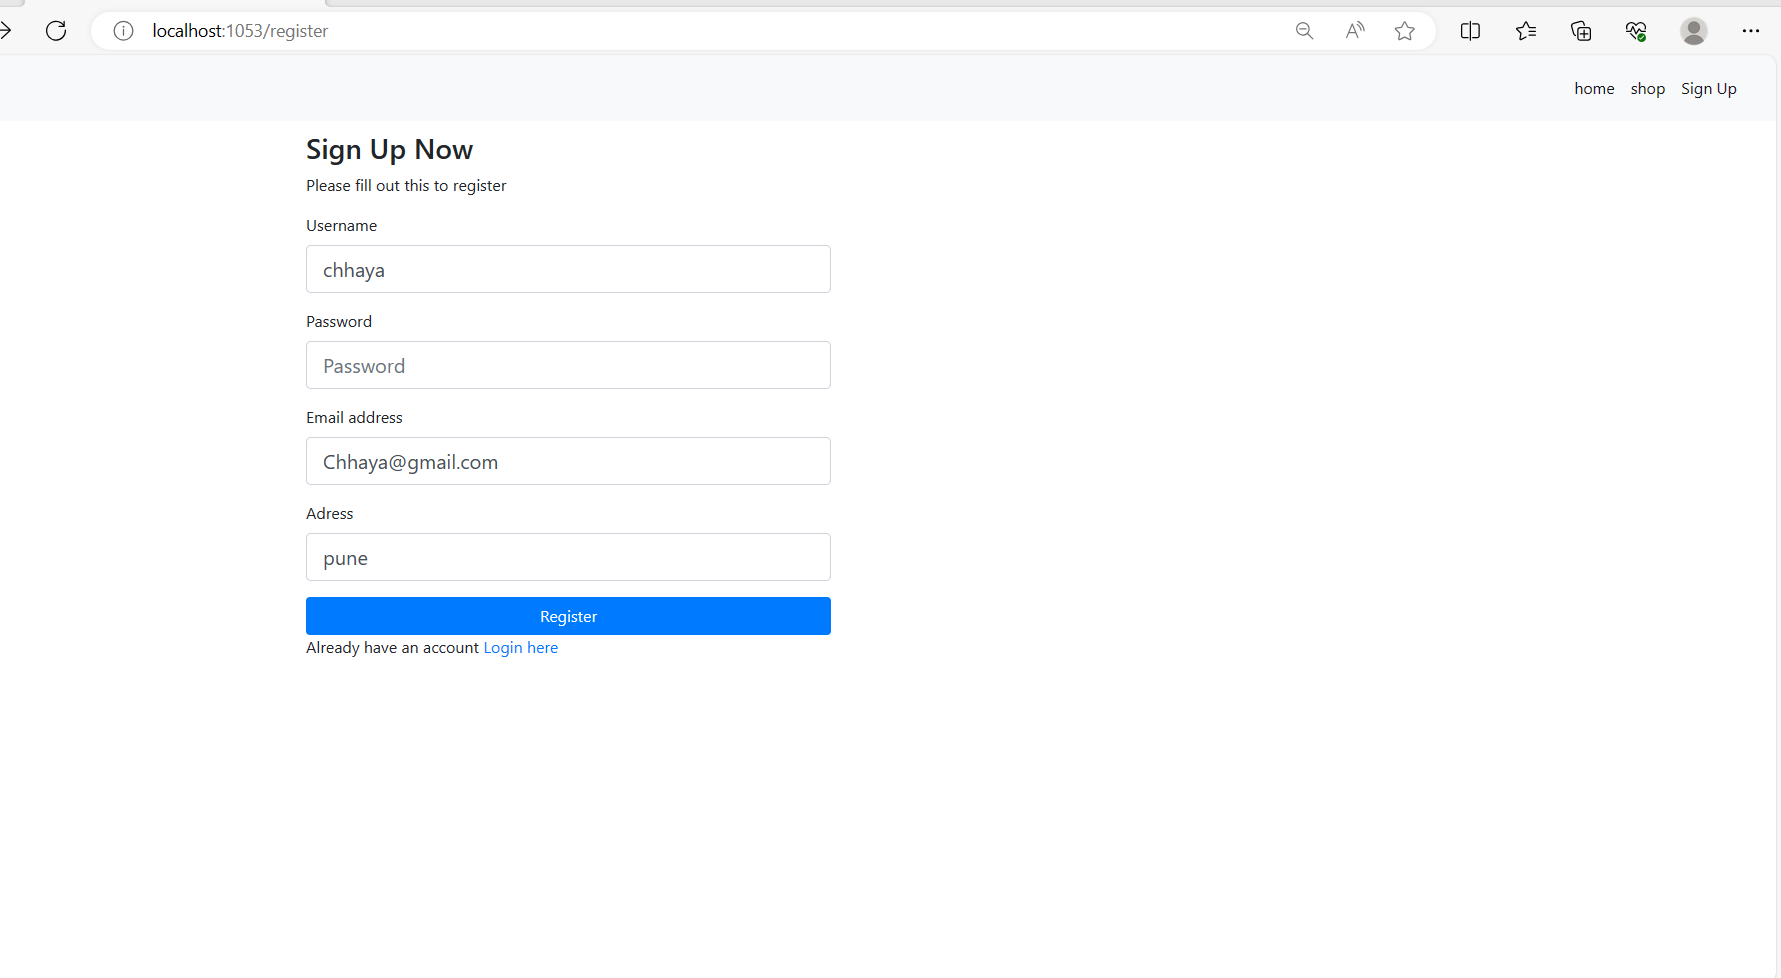 localhost:1053/register
home shop Sign Up
Sign Up Now
Please fill out this to register
Username
chhaya
Password
Password
Email address
Chhaya@gmail.com
Adress
pune
Register
Already have an account Login here